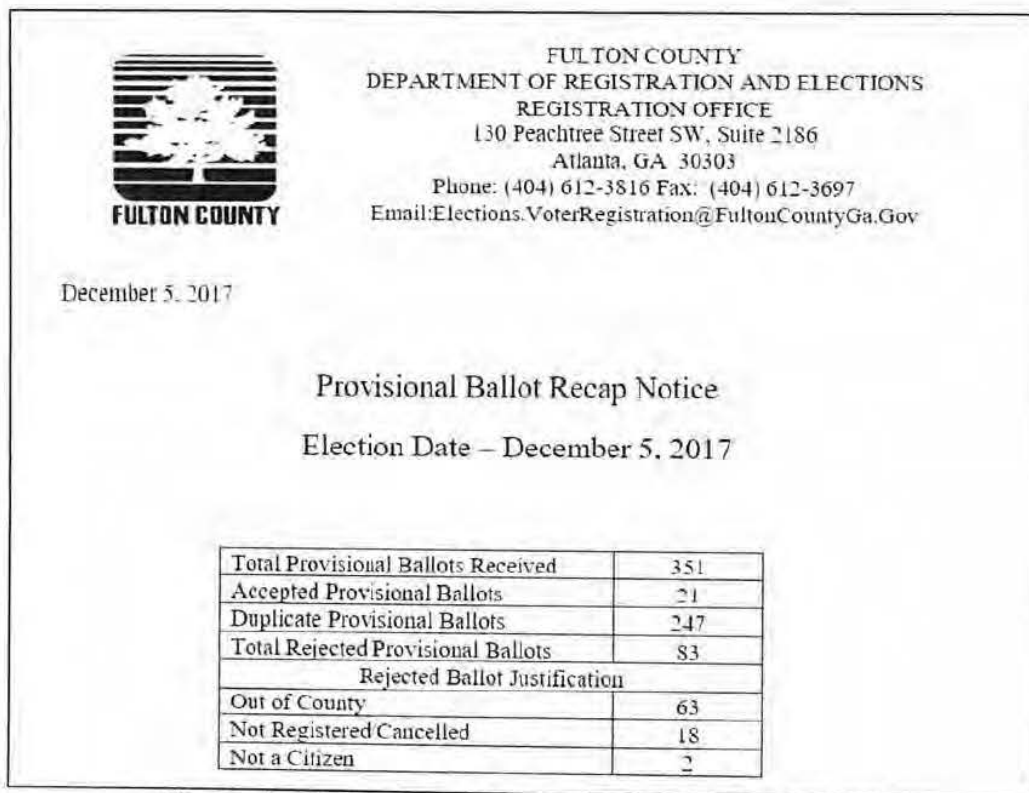 FULTON COUNTY
DEPARTMENT OF REGISTRATION AND ELECTIONS
REGISTRATION OFFICE
130 Peachtree Street SW, Suite 2186
Atlanta, GA 30303
Phone: (404) 612-3816 Fax: (404) 612-3697
Email:Elections.VoterRegistration@FultonCountyGa.Gov
FULTON COUNTY
December 5, 2017
Provisional Ballot Recap Notice
Election Date – December 5, 2017
Total Provisional Ballots Received 351
Accepted Provisional Ballots 21
Duplicate Provisional Ballots 247
Total Rejected Provisional Ballots 83
Rejected Ballot Justification
Out of County 63
Not Registered/Cancelled 18
Not a Citizen 2